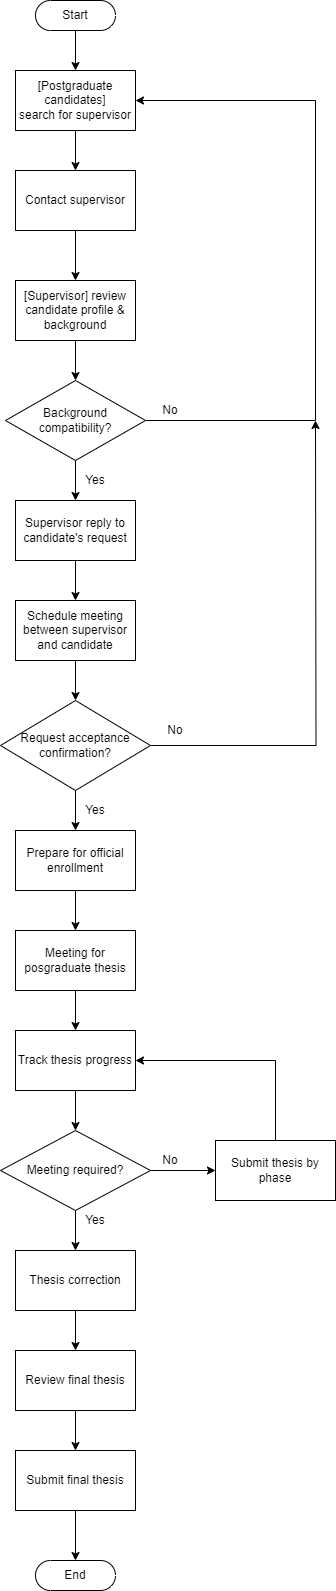 Start
[Postgraduate
candidates]
search for supervisor
Contact supervisor
[Supervisor] review
candidate profile &
background
Background
compatibility?
No
Yes
Supervisor reply to
candidate's request
Schedule meeting
between supervisor
and candidate
Request acceptance
confirmation?
No
Yes
Prepare for official
enrollment
Meeting for
posgraduate thesis
Track thesis progress
Meeting required?
No
Submit thesis by
phase
Yes
Thesis correction
Review final thesis
Submit final thesis
End